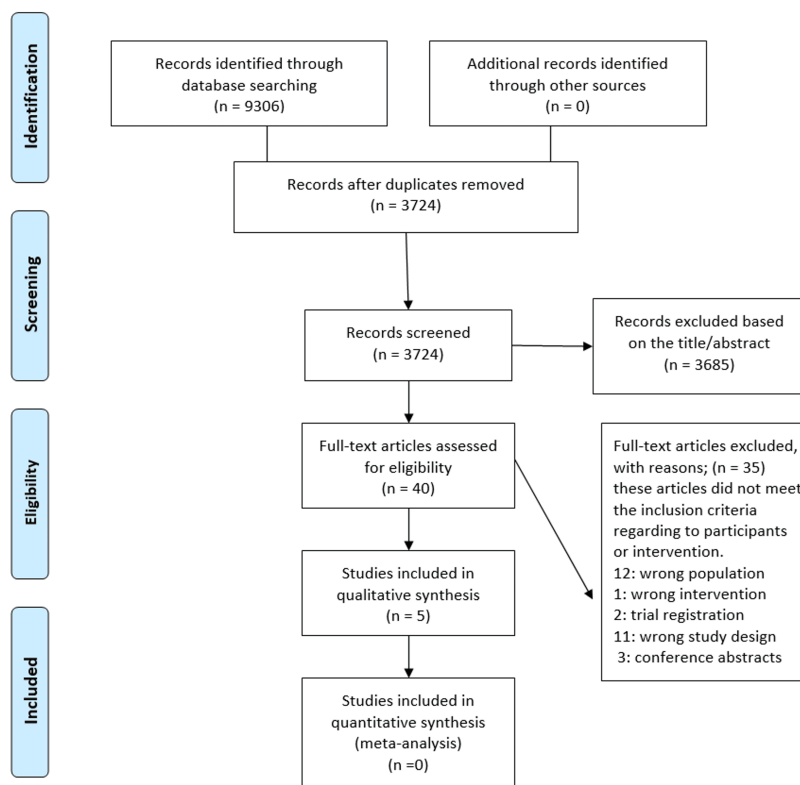 Identification
Records identified through
database searching
(n = 9306)
Additional records identified
through other sources
(n = 0)
Records after duplicates removed
(n = 3724)
Screening
Records screened
(n = 3724)
Records excluded based
on the title/abstract
(n = 3685)
Eligibility
Full-text articles assessed
for eligibility
(n = 40)
Full-text articles excluded,
with reasons; (n = 35)
these articles did not meet
the inclusion criteria
regarding to participants
or intervention.
12: wrong population
1: wrong intervention
2: trial registration
11: wrong study design
3: conference abstracts
Studies included in
qualitative synthesis
(n = 5)
Included
Studies included in
quantitative synthesis
(meta-analysis)
(n =0)